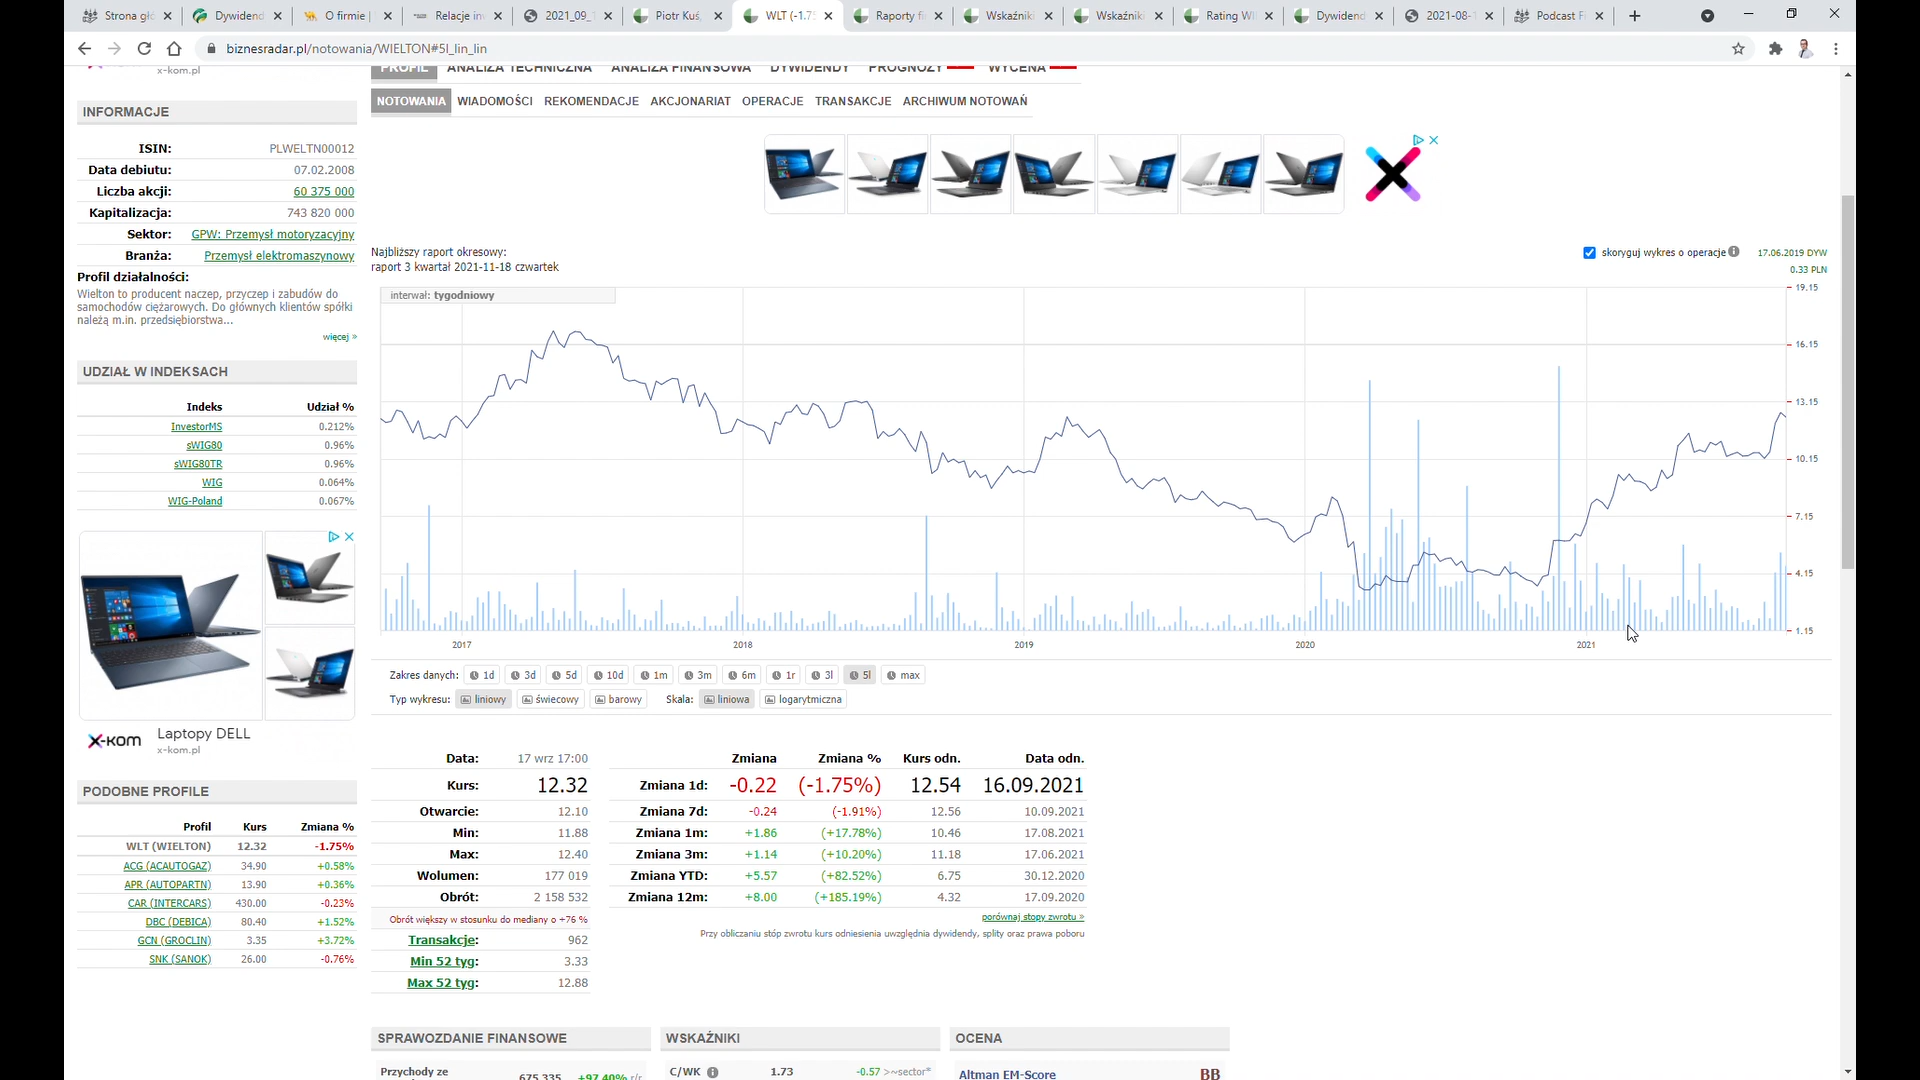 Strona głó
Dywidend
O firmie |
Relacje in
2021_09_1
Piotr Kuś,
WLT (-1.75
Raporty fi
Wskaźniki
Wskaźniki
Rating WI
Dywidend
2021-08-1
Podcast F
biznesradar.pl/notowania/WIELTON#5l_lin_lin
x-kom.pl
PROFIL ANALIZA TECHNICZNA ANALIZA FINANSOWA DYWIDENDY PROGNOZY WYCENA
NOTOWANIA WIADOMOŚCI REKOMENDACJE AKCJONARIAT OPERACJE TRANSAKCJE ARCHIWUM NOTOWAŃ
INFORMACJE
ISIN: PLWELTN00012
Data debiutu: 07.02.2008
Liczba akcji: 60 375 000
Kapitalizacja: 743 820 000
Sektor: GPW: Przemysł motoryzacyjny
Branża: Przemysł elektromaszynowy
Profil działalności:
Wielton to producent naczep, przyczep i zabudów do
samochodów ciężarowych. Do głównych klientów spółki
należą m.in. przedsiębiorstwa...
więcej »
UDZIAŁ W INDEKSACH
Indeks Udział %
InvestorMS 0.212%
sWIG80 0.96%
sWIG80TR 0.96%
WIG 0.064%
WIG-Poland 0.067%
x-kom
Laptopy DELL
x-kom.pl
PODOBNE PROFILE
Profil Kurs Zmiana %
WLT (WIELTON) 12.32 -1.75%
ACG (ACAUTOGAZ) 34.90 +0.58%
APR (AUTOPARTN) 13.90 +0.36%
CAR (INTERCARS) 430.00 -0.23%
DBC (DEBICA) 80.40 +1.52%
GCN (GROCLIN) 3.35 +3.72%
SNK (SANOK) 26.00 -0.76%
Najbliższy raport okresowy:
raport 3 kwartał 2021-11-18 czwartek
skoryguj wykres o operacje
17.06.2019 DYW
0.33 PLN
interwał: tygodniowy
19.15
16.15
13.15
10.15
7.15
4.15
1.15
2017 2018 2019 2020 2021
Zakres danych: 1d 3d 5d 10d 1m 3m 6m 1r 3l 5l max
Typ wykresu: liniowy świecowy barowy Skala: liniowa logarytmiczna
Data: 17 wrz 17:00
Kurs: 12.32
Otwarcie: 12.10
Min: 11.88
Max: 12.40
Wolumen: 177 019
Obrót: 2 158 532
Obrót większy w stosunku do mediany o +76 %
Transakcje: 962
Min 52 tyg: 3.33
Max 52 tyg: 12.88
Zmiana Zmiana % Kurs odn. Data odn.
Zmiana 1d: -0.22 (-1.75%) 12.54 16.09.2021
Zmiana 7d: -0.24 (-1.91%) 12.56 10.09.2021
Zmiana 1m: +1.86 (+17.78%) 10.46 17.08.2021
Zmiana 3m: +1.14 (+10.20%) 11.18 17.06.2021
Zmiana YTD: +5.57 (+82.52%) 6.75 30.12.2020
Zmiana 12m: +8.00 (+185.19%) 4.32 17.09.2020
porównaj stopy zwrotu »
Przy obliczaniu stóp zwrotu kurs odniesienia uwzględnia dywidendy, splity oraz prawa poboru
SPRAWOZDANIE FINANSOWE
Przychody ze 675 335 +97.40% r/r
WSKAŹNIKI
C/WK 1.73 -0.57 >~sector*
OCENA
Altman EM-Score BB